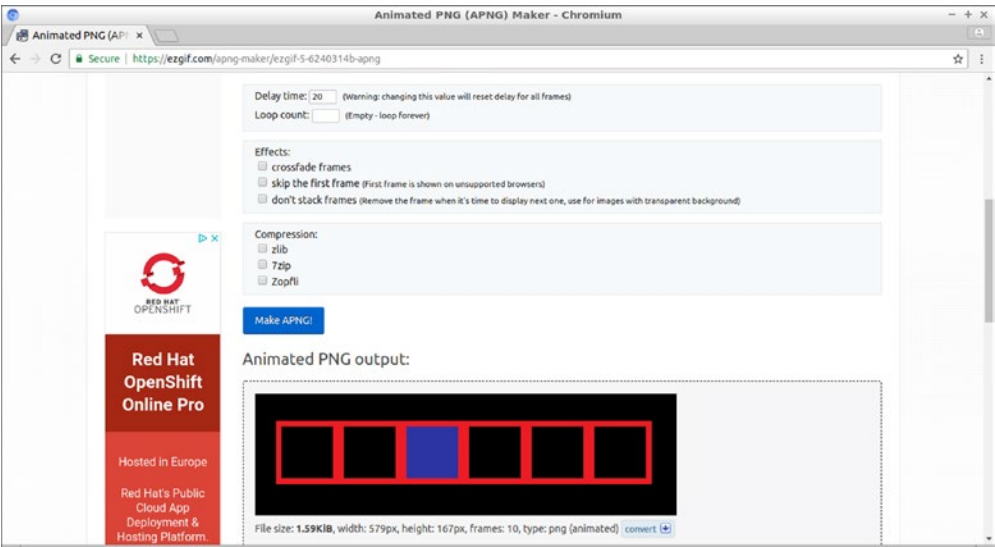 Animated PNG (APNG) Maker - Chromium
Animated PNG (AP
Secure | https://ezgif.com/apng-maker/ezgif-5-6240314b-apng
Delay time: 20 (Warning: changing this value will reset delay for all frames)
Loop count: (Empty - loop forever)
Effects:
crossfade frames
skip the first frame (First frame is shown on unsupported browsers)
don't stack frames (Remove the frame when it's time to display next one, use for images with transparent background)
Compression:
zlib
7zip
Zopfli
Make APNG!
Animated PNG output:
File size: 1.59KiB, width: 579px, height: 167px, frames: 10, type: png (animated) convert
RED HAT
OPENSHIFT
Red Hat
OpenShift
Online Pro
Hosted in Europe
Red Hat's Public
Cloud App
Deployment &
Hosting Platform.